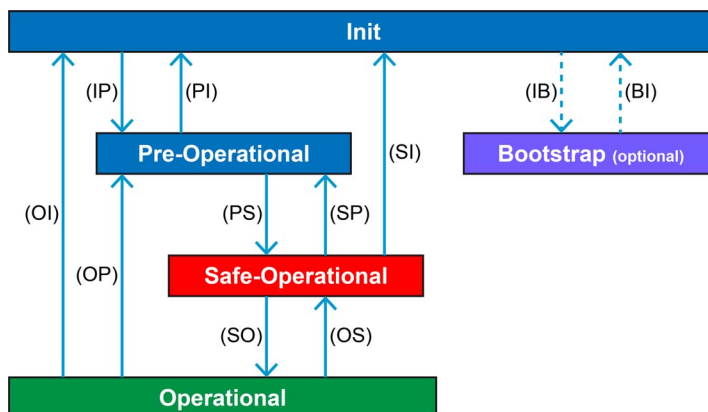 Init
(IP)
(PI)
(IB)
(BI)
Pre-Operational
Bootstrap (optional)
(SI)
(OI)
(PS)
(SP)
(OP)
Safe-Operational
(SO)
(OS)
Operational